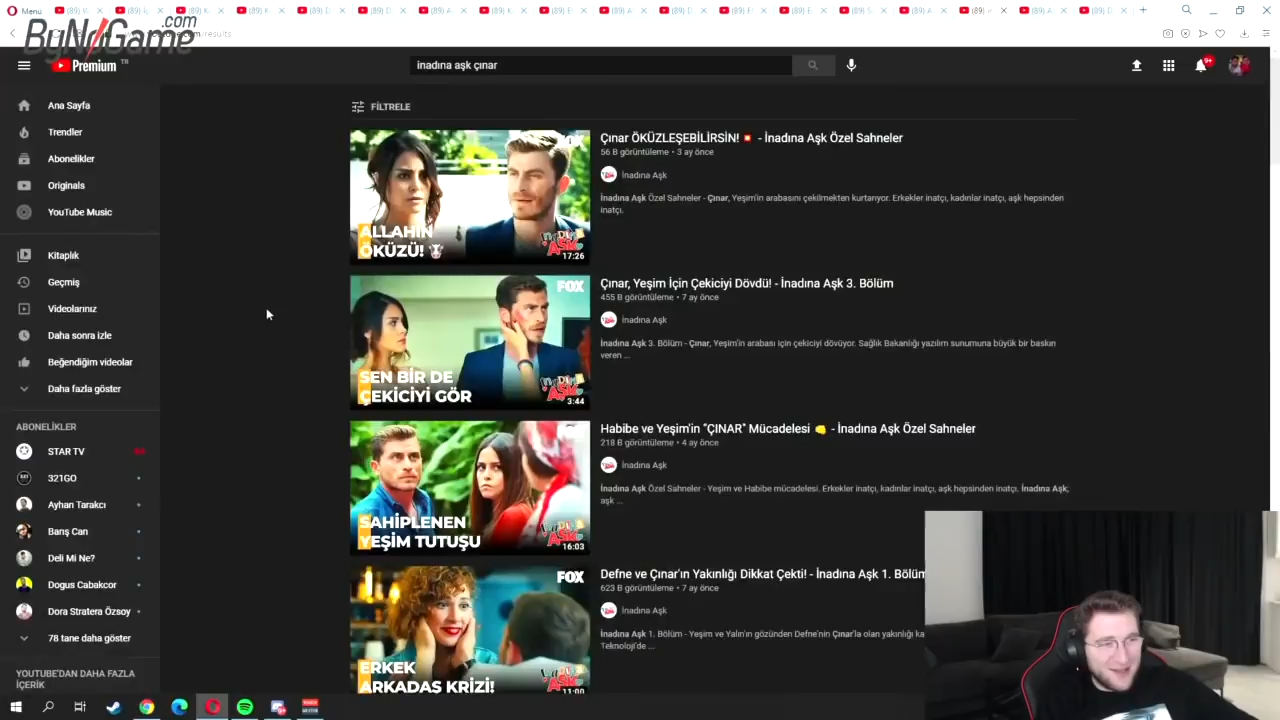 Menü
ByNoGame
.com
/results
Premium
TR
inadına aşk çınar
9+
Ana Sayfa
Trendler
Abonelikler
Originals
YouTube Music
Kitaplık
Geçmiş
Videolarınız
Daha sonra izle
Beğendiğim videolar
Daha fazla göster
ABONELİKLER
STAR TV
321GO
Ayhan Tarakcı
Barış Can
Deli Mi Ne?
Dogus Cabakcor
Dora Stratera Özsoy
78 tane daha göster
YOUTUBE'DAN DAHA FAZLA
İÇERİK
FİLTRELE
ALLAHIN
ÖKÜZÜ!
17:26
Çınar ÖKÜZLEŞEBİLİRSİN! 💥 - İnadına Aşk Özel Sahneler
56 B görüntüleme • 3 ay önce
İnadına Aşk
İnadına Aşk Özel Sahneler - Çınar, Yeşim'in arabasını çekilmekten kurtarıyor. Erkekler inatçı, kadınlar inatçı, aşk hepsinden
inatçı.
FOX
SEN BİR DE
ÇEKİCİYİ GÖR
3:44
Çınar, Yeşim İçin Çekiciyi Dövdü! - İnadına Aşk 3. Bölüm
455 B görüntüleme • 7 ay önce
İnadına Aşk
İnadına Aşk 3. Bölüm - Çınar, Yeşim'in arabası için çekiciyi dövüyor. Sağlık Bakanlığı yazılım sunumuna büyük bir baskın
veren ...
SAHİPLENEN
YEŞİM TUTUŞU
16:03
Habibe ve Yeşim'in "ÇINAR" Mücadelesi 👊 - İnadına Aşk Özel Sahneler
218 B görüntüleme • 4 ay önce
İnadına Aşk
İnadına Aşk Özel Sahneler - Yeşim ve Habibe mücadelesi. Erkekler inatçı, kadınlar inatçı, aşk hepsinden inatçı. İnadına Aşk;
aşk ...
FOX
ERKEK
ARKADAŞ KRİZİ!
11:00
Defne ve Çınar'ın Yakınlığı Dikkat Çekti! - İnadına Aşk 1. Bölüm
623 B görüntüleme • 7 ay önce
İnadına Aşk
İnadına Aşk 1. Bölüm - Yeşim ve Yalın'ın gözünden Defne'nin Çınar'la olan yakınlığı ka
Teknoloji'de ...